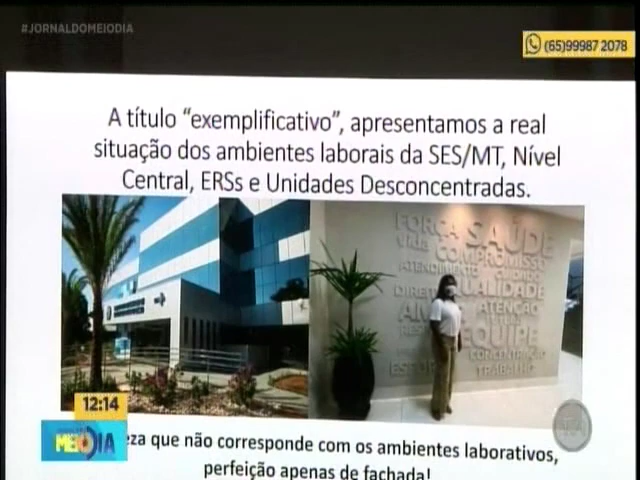 #JORNALDOMEIODIA
(65)99987 2078
A título “exemplificativo”, apresentamos a real
situação dos ambientes laborais da SES/MT, Nível
Central, ERSs e Unidades Desconcentradas.
FORÇA SAÚDE
Vida COMPROMISSO
ATENDIMENTO CUIDADO
QUALIDADE
ATENÇÃO
EQUIPE
CONCENTRAÇÃO
TRABALHO
12:14
MEIO DIA
eza que não corresponde com os ambientes laborativos,
perfeição apenas de fachada!